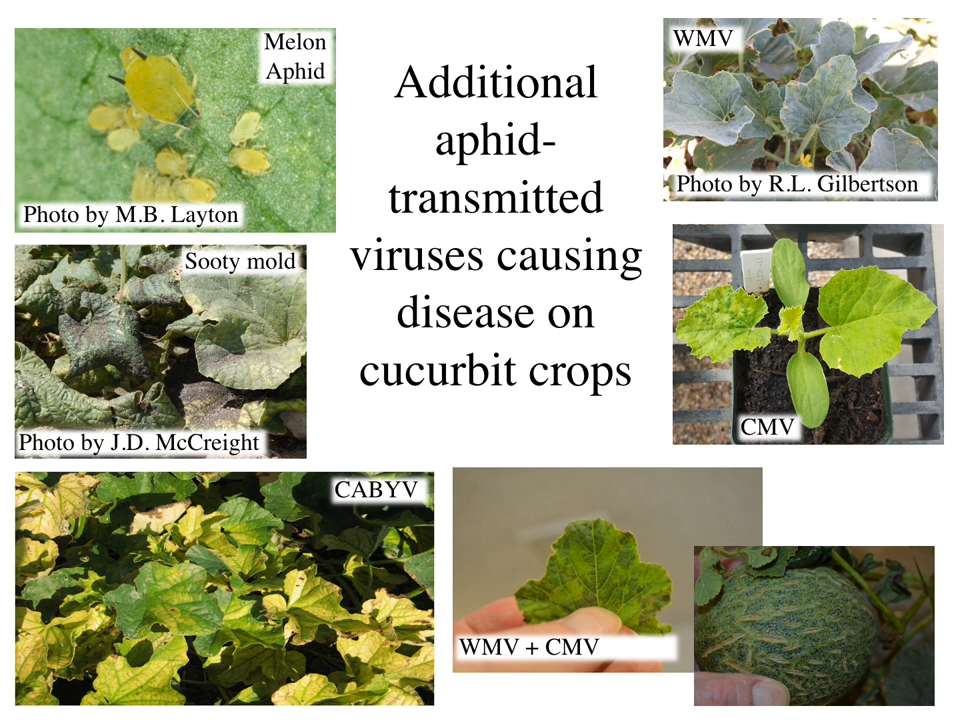 Melon
Aphid
Photo by M.B. Layton
Additional
aphid-
transmitted
viruses causing
disease on
cucurbit crops
WMV
Photo by R.L. Gilbertson
Sooty mold
Photo by J.D. McCreight
CMV
CABYV
WMV + CMV